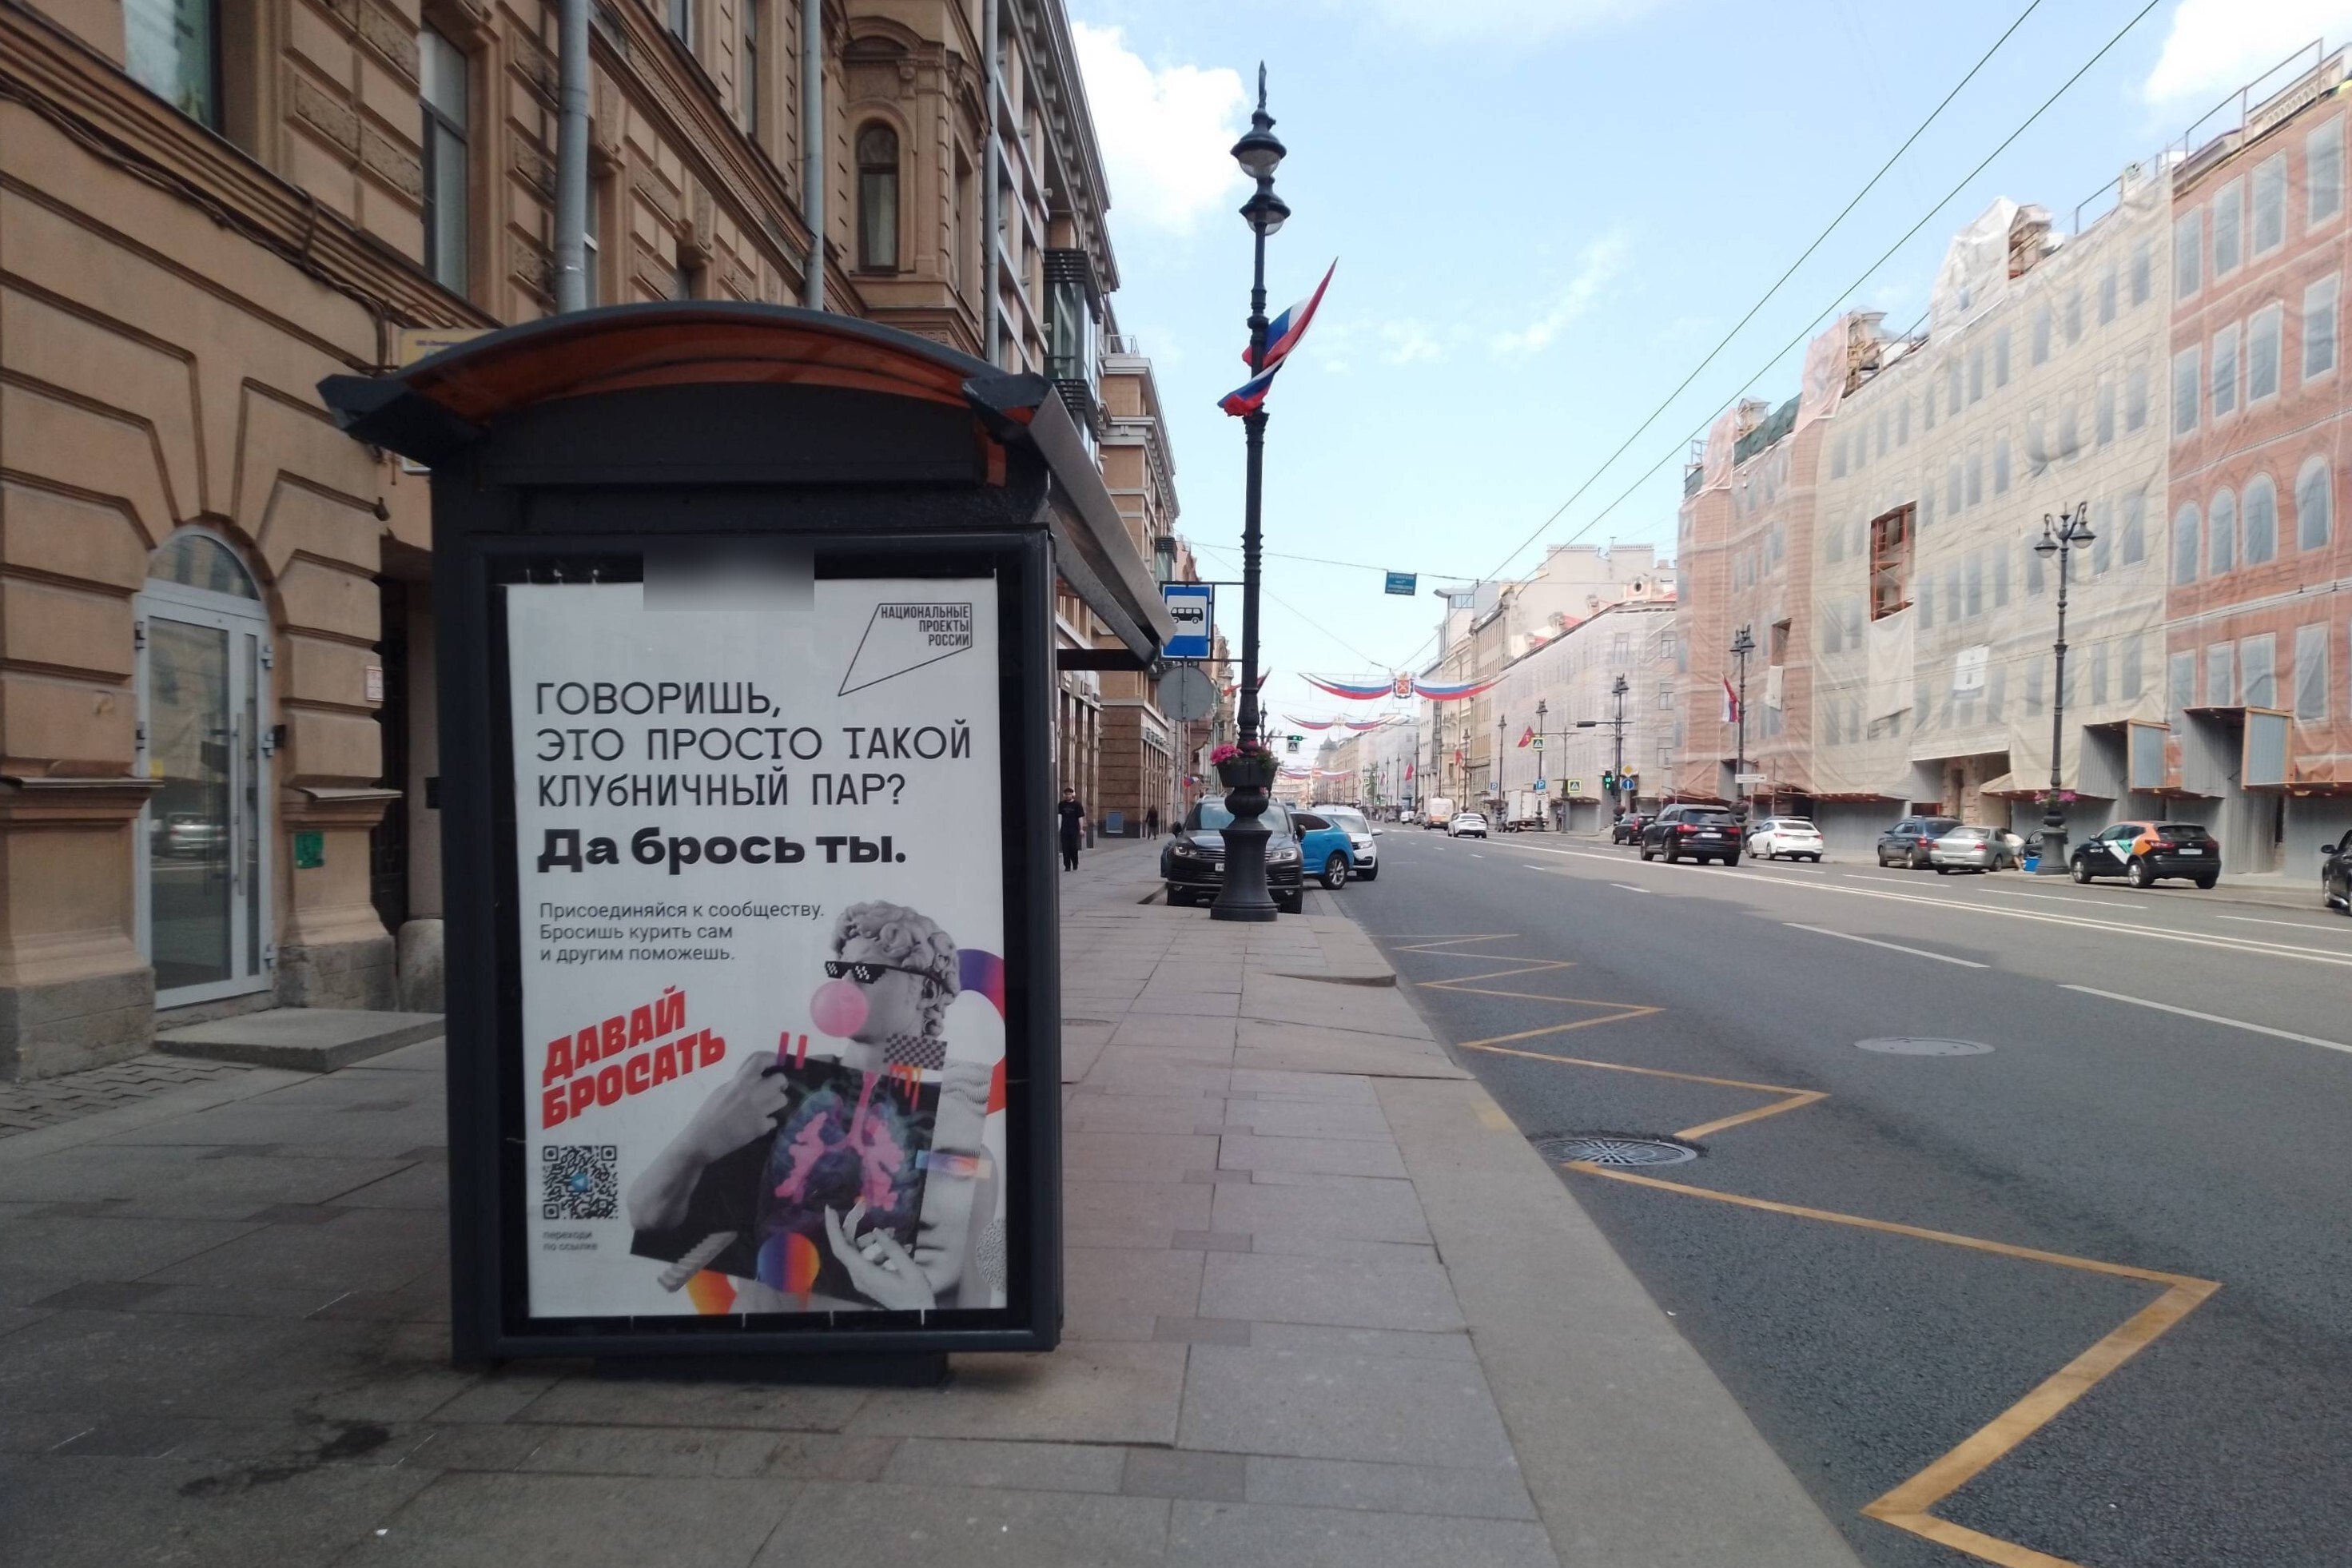 НАЦИОНАЛЬНЫЕ
ПРОЕКТЫ
РОССИИ
ГОВОРИШЬ,
ЭТО ПРОСТО ТАКОЙ
КЛУбНИЧНЫЙ ПАР?
Да брось ты.
Присоединяйся к сообществу.
Бросишь курить сам
и другим поможешь.
ДАВАЙ
БРОСАТЬ
переходи
по ссылке